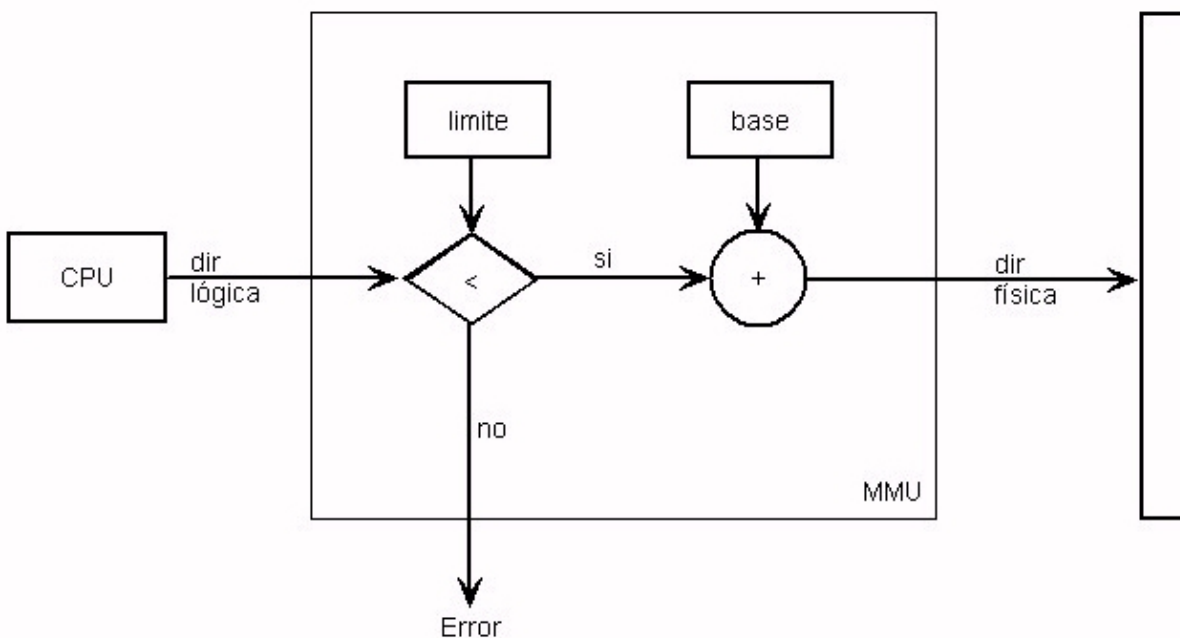 limite
base
CPU
dir
lógica
<
si
+
dir
física
no
MMU
Error